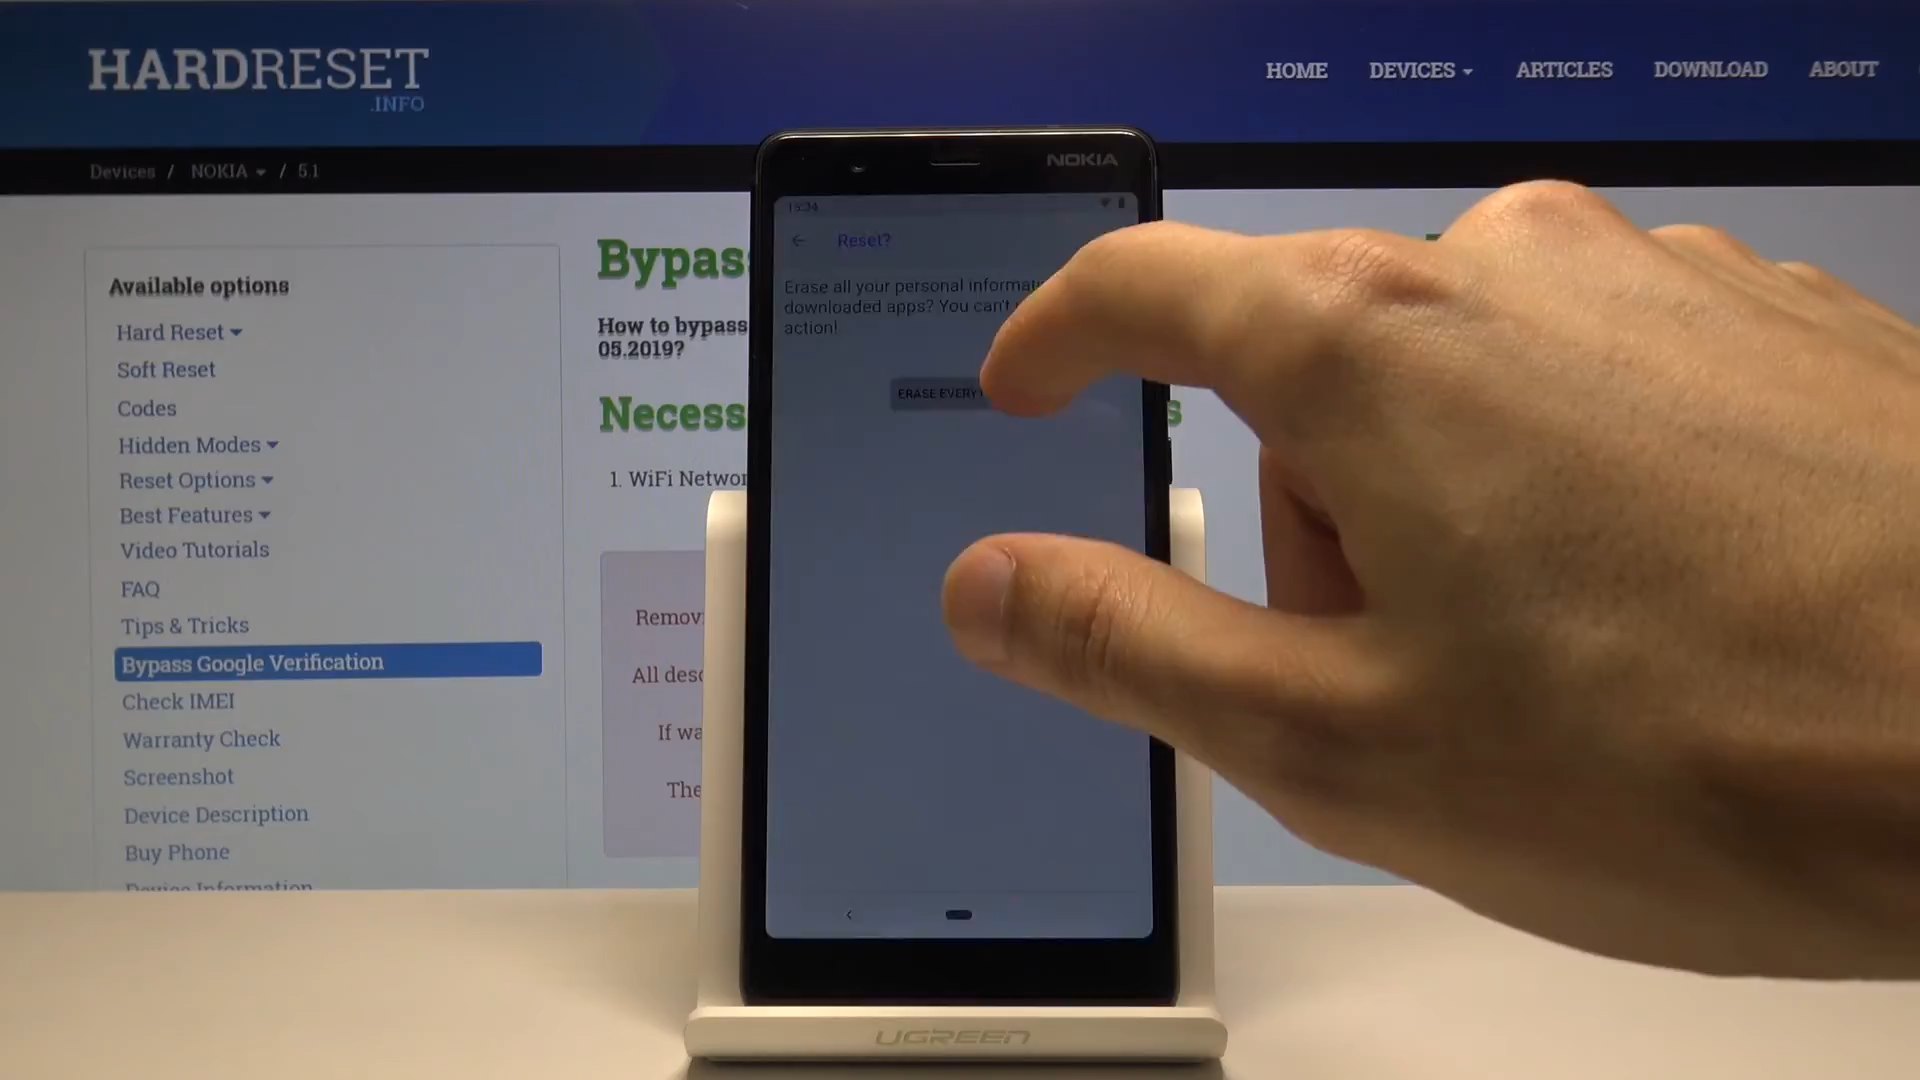 HARDRESET
.INFO
HOME DEVICES ARTICLES DOWNLOAD ABOUT
Devices / NOKIA / 5.1
Available options
Hard Reset
Soft Reset
Codes
Hidden Modes
Reset Options
Best Features
Video Tutorials
FAQ
Tips & Tricks
Bypass Google Verification
Check IMEI
Warranty Check
Screenshot
Device Description
Buy Phone
Device Information
Bypass
How to bypass
05.2019?
Necess
1. WiFi Networ
Remov
All desc
If wa
The
NOKIA
Reset?
Erase all your personal informat
downloaded apps? You can't
action!
ERASE EVERY
UGREEN